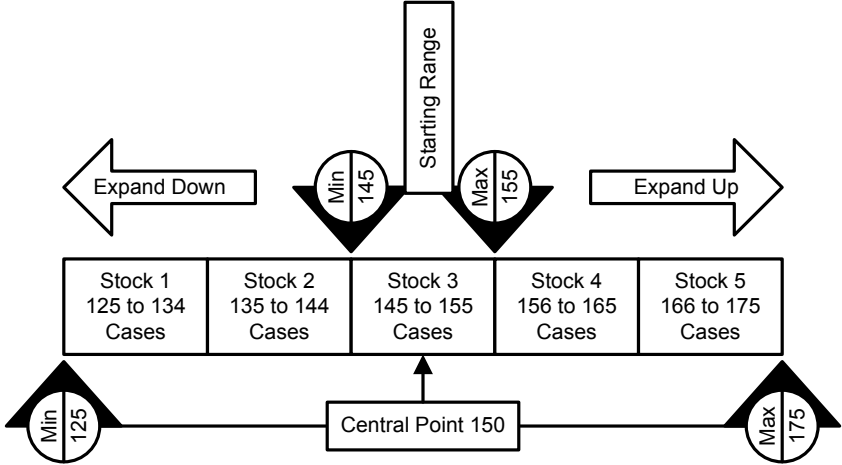 Starting Range
Min
145
Max
155
Expand Down
Expand Up
Stock 1
125 to 134
Cases
Stock 2
135 to 144
Cases
Stock 3
145 to 155
Cases
Stock 4
156 to 165
Cases
Stock 5
166 to 175
Cases
Min
125
Central Point 150
Max
175